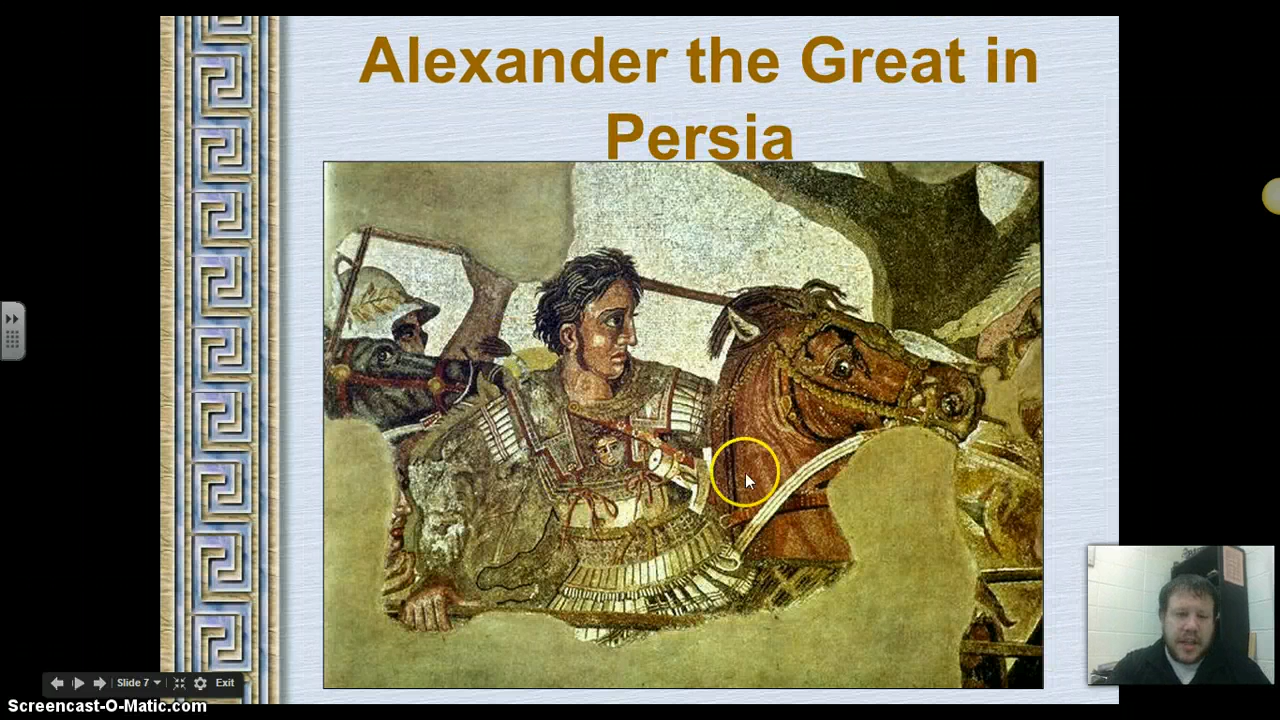 Alexander the Great in
Persia
Slide 7
Exit
Screencast-O-Matic.com